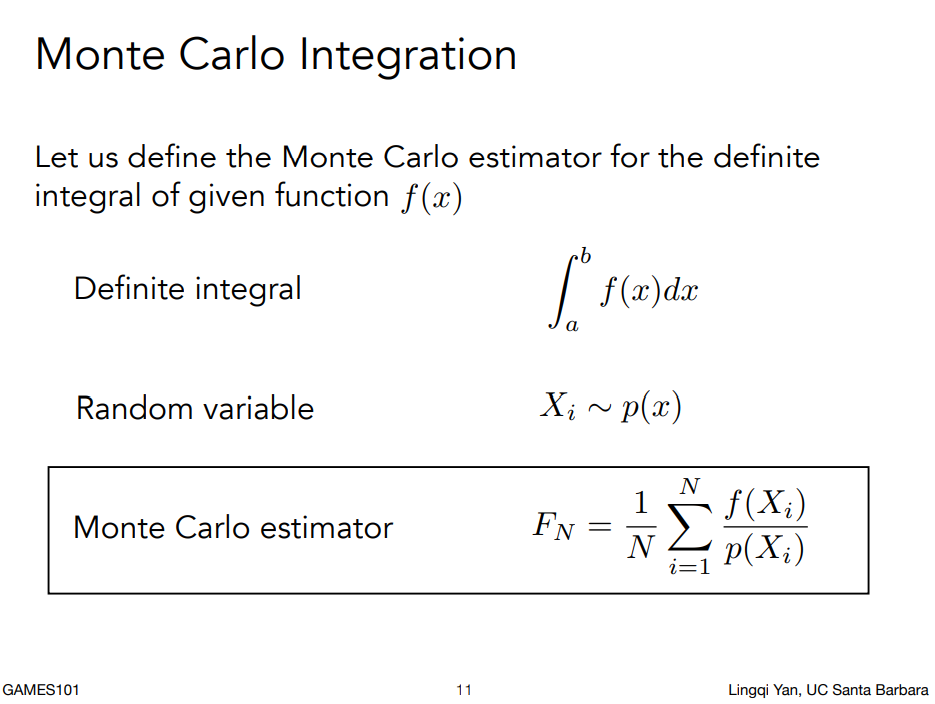 Monte Carlo Integration
Let us define the Monte Carlo estimator for the definite
integral of given function f(x)
Definite integral ∫_a^b f(x)dx
Random variable X_i ∼ p(x)
Monte Carlo estimator F_N = \frac{1}{N} \sum_{i=1}^{N} \frac{f(X_i)}{p(X_i)}
GAMES101 11 Lingqi Yan, UC Santa Barbara